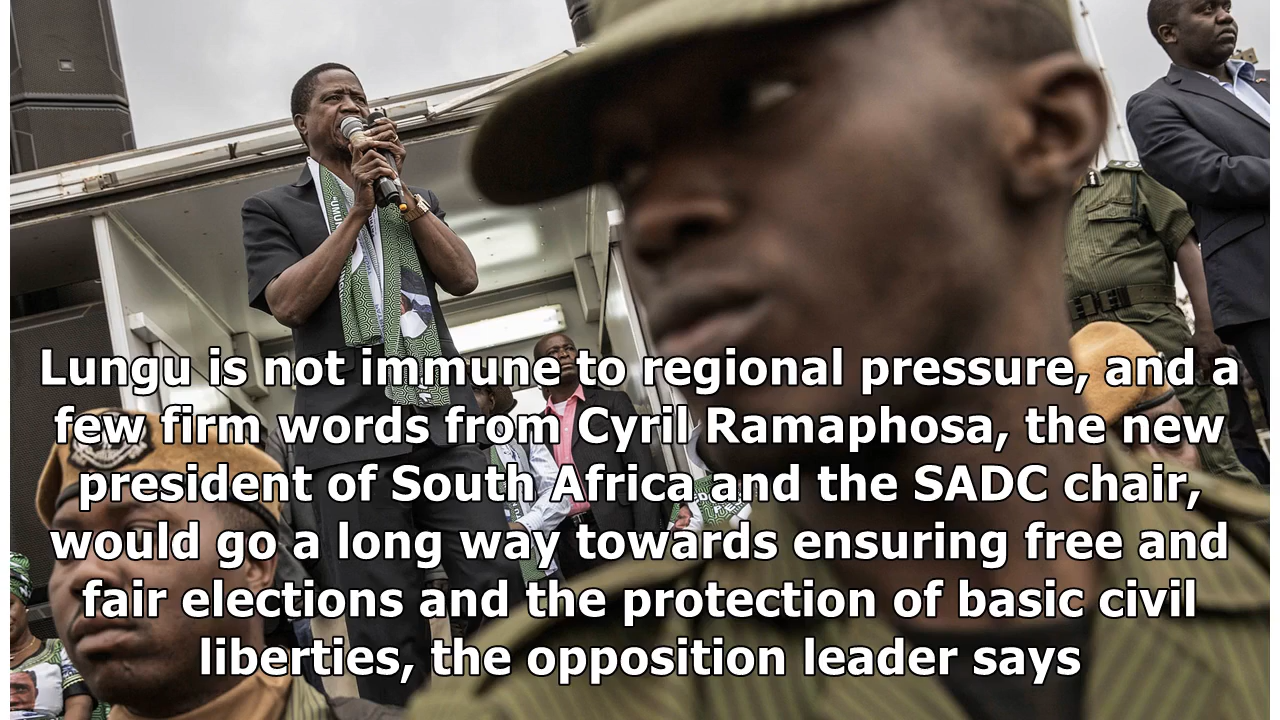 Lungu is not immune to regional pressure, and a
few firm words from Cyril Ramaphosa, the new
president of South Africa and the SADC chair,
would go a long way towards ensuring free and
fair elections and the protection of basic civil
liberties, the opposition leader says